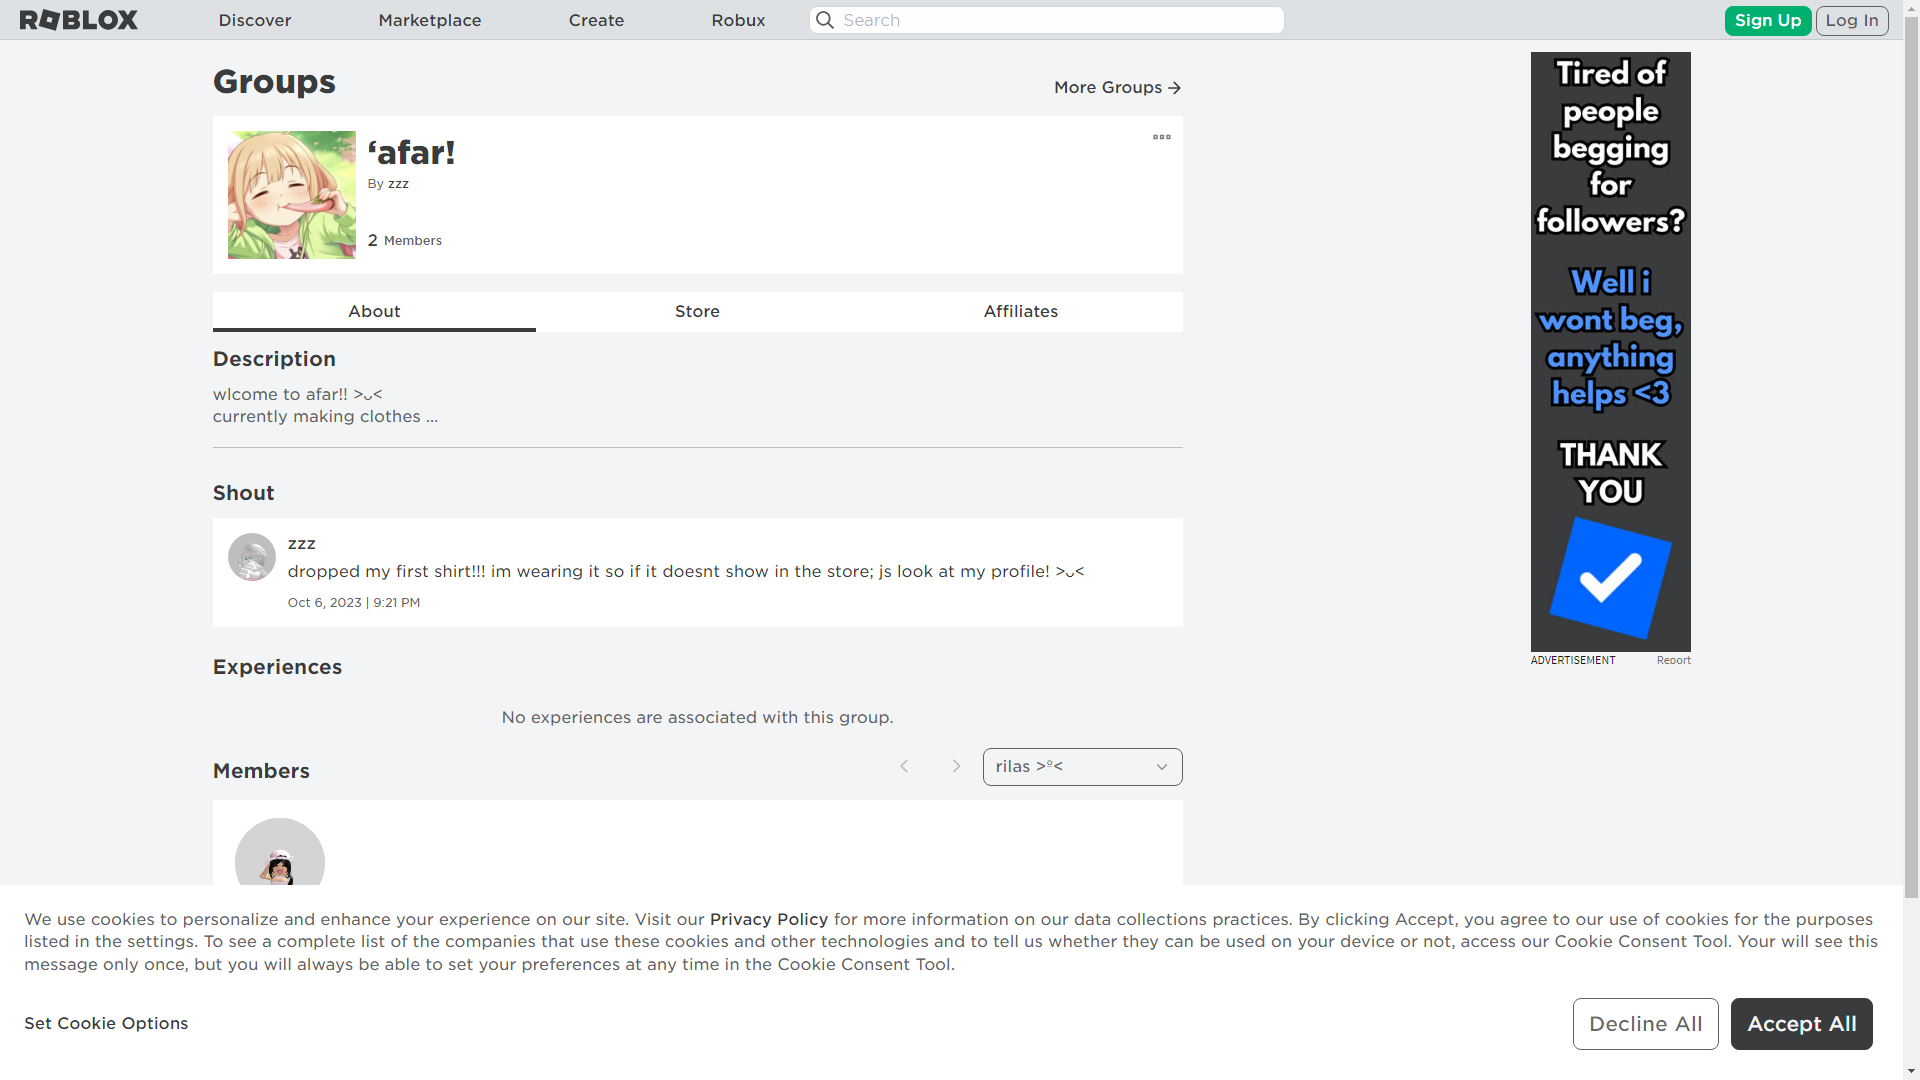 ROBLOX
Discover
Marketplace
Create
Robux
Search
Sign Up
Log In
Groups
More Groups
‘afar!
By zzz
2 Members
About
Store
Affiliates
Description
wlcome to afar!! >ᴗ<
currently making clothes ...
Shout
zzz
dropped my first shirt!!! im wearing it so if it doesnt show in the store; js look at my profile! >ᴗ<
Oct 6, 2023 | 9:21 PM
Experiences
No experiences are associated with this group.
Members
rilas >º<
Tired of
people
begging
for
followers?
Well i
wont beg,
anything
helps <3
THANK
YOU
ADVERTISEMENT
Report
We use cookies to personalize and enhance your experience on our site. Visit our Privacy Policy for more information on our data collections practices. By clicking Accept, you agree to our use of cookies for the purposes
listed in the settings. To see a complete list of the companies that use these cookies and other technologies and to tell us whether they can be used on your device or not, access our Cookie Consent Tool. Your will see this
message only once, but you will always be able to set your preferences at any time in the Cookie Consent Tool.
Set Cookie Options
Decline All
Accept All